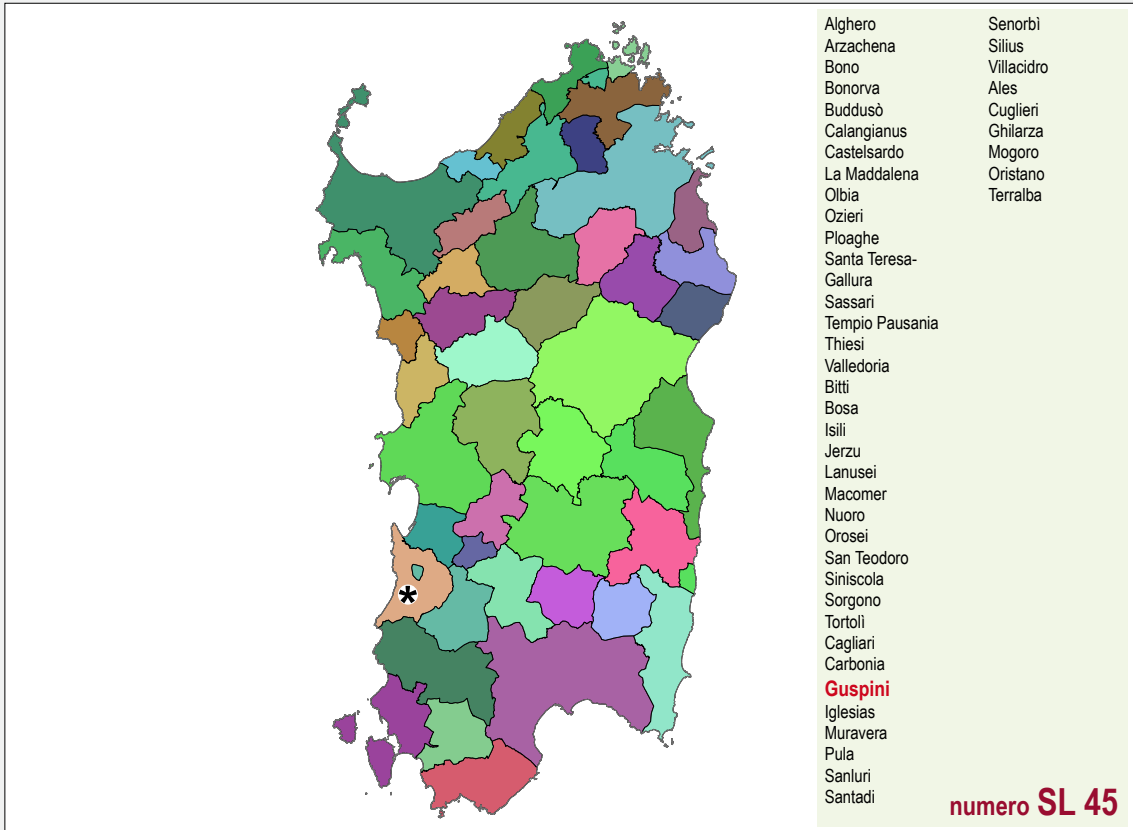 Alghero
Arzachena
Bono
Bonorva
Buddusò
Calangianus
Castelsardo
La Maddalena
Olbia
Ozieri
Ploaghe
Santa Teresa-
Gallura
Sassari
Tempio Pausania
Thiesi
Valledoria
Bitti
Bosa
Isili
Jerzu
Lanusei
Macomer
Nuoro
Orosei
San Teodoro
Siniscola
Sorgono
Tortolì
Cagliari
Carbonia
Guspini
Iglesias
Muravera
Pula
Sanluri
Santadi
Senorbì
Silius
Villacidro
Ales
Cuglieri
Ghilarza
Mogoro
Oristano
Terralba
numero SL 45
*